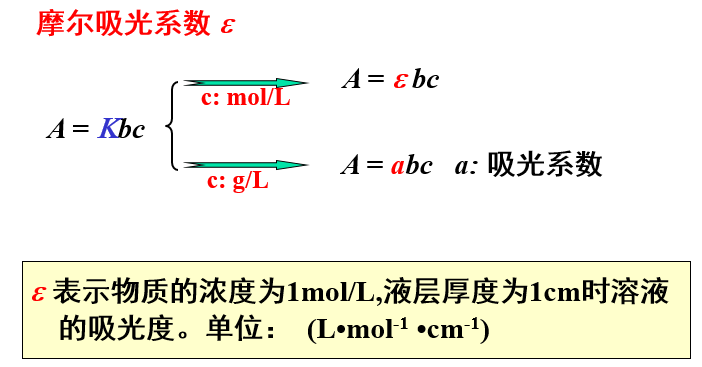 摩尔吸光系数 ε
A = Kbc
c: mol/L
A = ε bc
c: g/L
A = abc a: 吸光系数
ε 表示物质的浓度为1mol/L,液层厚度为1cm时溶液
的吸光度。单位： (L•mol⁻¹ •cm⁻¹)